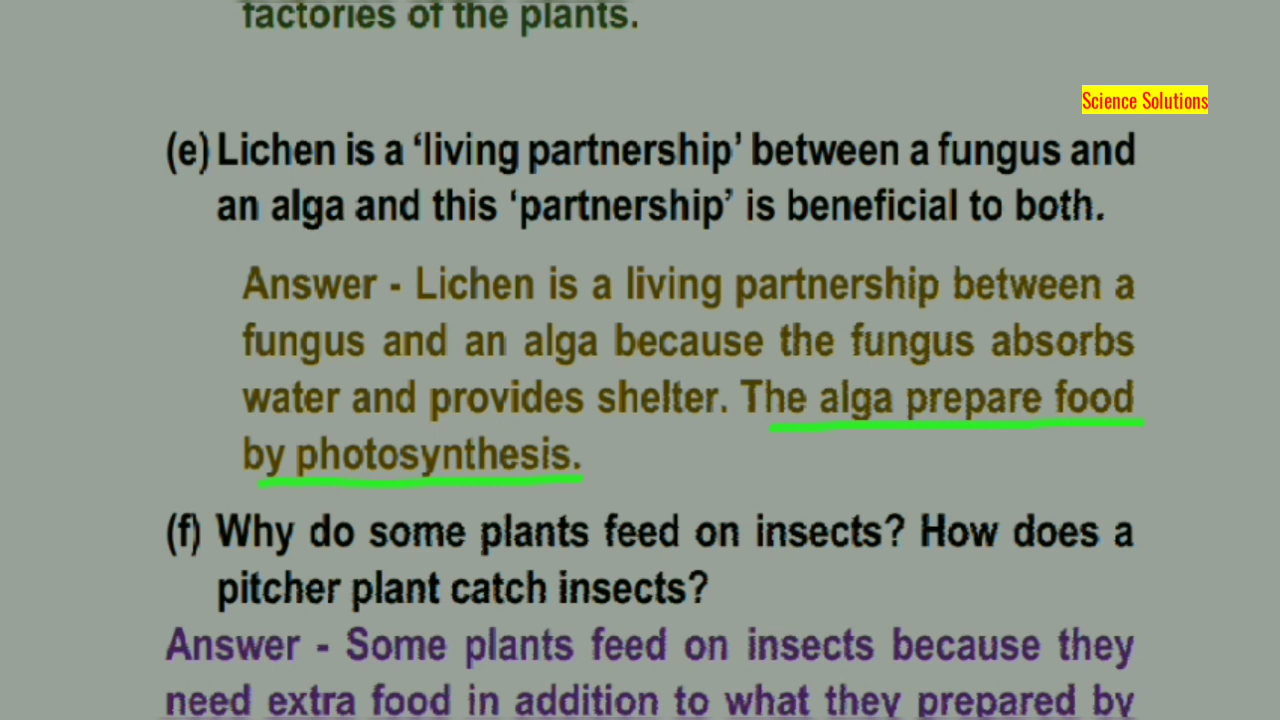 factories of the plants.
Science Solutions
(e) Lichen is a ‘living partnership’ between a fungus and
an alga and this ‘partnership’ is beneficial to both.
Answer - Lichen is a living partnership between a
fungus and an alga because the fungus absorbs
water and provides shelter. The alga prepare food
by photosynthesis.
(f) Why do some plants feed on insects? How does a
pitcher plant catch insects?
Answer - Some plants feed on insects because they
need extra food in addition to what they prepared by